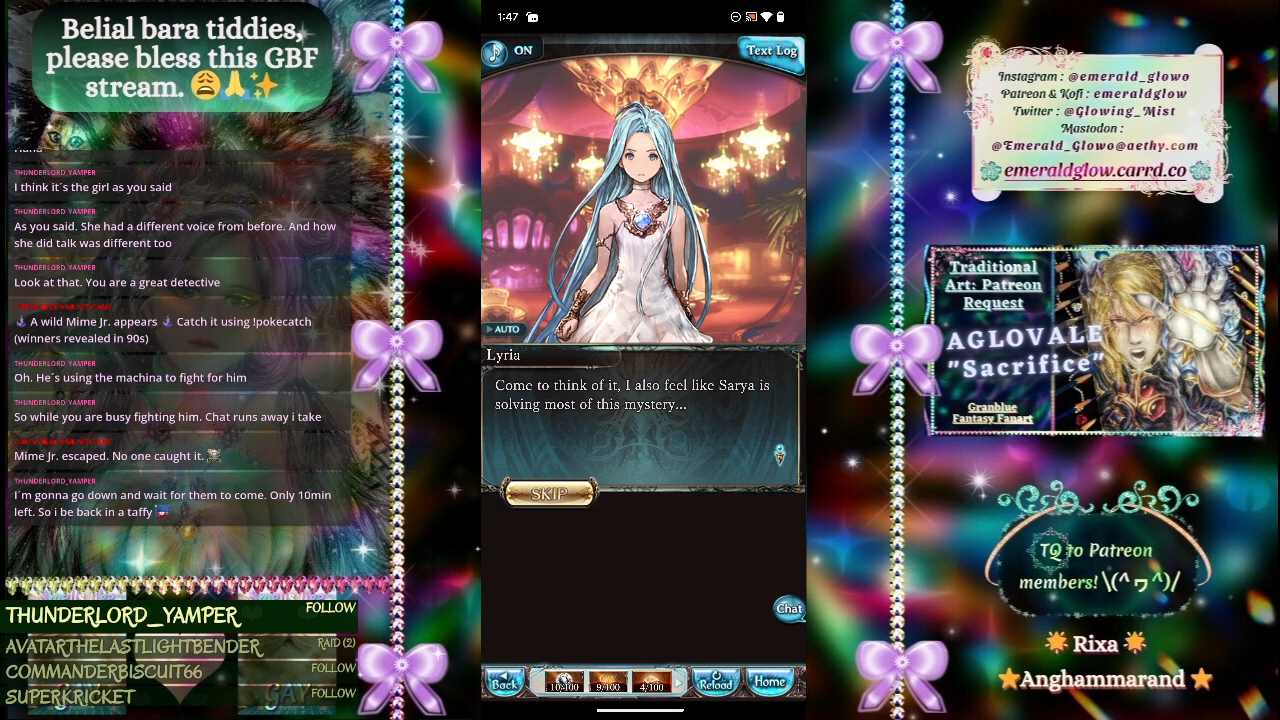 Belial bara tiddies,
please bless this GBF
stream. 😩🙏✨
THUNDERLORD_YAMPER
I think it´s the girl as you said
THUNDERLORD_YAMPER
As you said. She had a different voice from before. And how
she did talk was different too
THUNDERLORD_YAMPER
Look at that. You are a great detective
A wild Mime Jr. appears Catch it using !pokecatch
(winners revealed in 90s)
THUNDERLORD_YAMPER
Oh. He´s using the machina to fight for him
THUNDERLORD_YAMPER
So while you are busy fighting him. Chat runs away i take
Mime Jr. escaped. No one caught it.
THUNDERLORD_YAMPER
I´m gonna go down and wait for them to come. Only 10min
left. So i be back in a taffy
THUNDERLORD_YAMPER FOLLOW
AVATARTHELASTLIGHTBENDER RAID (2)
COMMANDERBISCUIT66 FOLLOW
SUPERKRICKET FOLLOW
GAY
1:47
ON
Text Log
AUTO
Lyria
Come to think of it, I also feel like Sarya is
solving most of this mystery...
SKIP
Chat
Back
10/100
9/100
4/100
Reload
Home
Instagram : @emerald_glowo
Patreon & Kofi : emeraldglow
Twitter : @Glowing_Mist
Mastodon :
@Emerald_Glowo@aethy.com
emeraldglow.carrd.co
Traditional
Art: Patreon
Request
AGLOVALE
"Sacrifice"
Granblue
Fantasy Fanart
TQ to Patreon
members! \(^ヮ^)/
🌟 Rixa 🌟
⭐Anghammarand ⭐